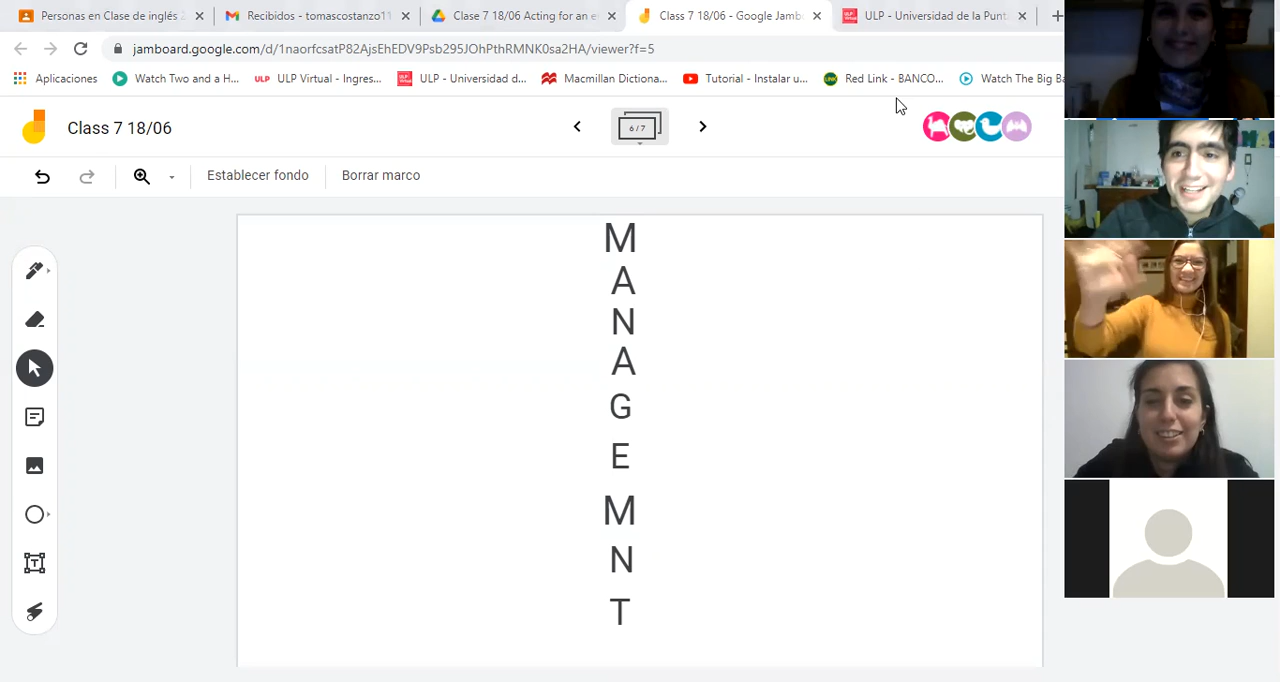 Personas en Clase de inglés à
Recibidos - tomascostanzo11
Clase 7 18/06 Acting for an e
Class 7 18/06 - Google Jamb
ULP - Universidad de la Punt
jamboard.google.com/d/1naorfcsatP82AjsEhEDV9Psb295JOhPthRMNK0sa2HA/viewer?f=5
Aplicaciones
Watch Two and a H...
ULP
ULP Virtual - Ingres...
ULP - Universidad d...
Macmillan Dictiona...
Tutorial - Instalar u...
LINK
Red Link - BANCO...
Watch The Big Ba
Class 7 18/06
6 / 7
Establecer fondo
Borrar marco
M
A
N
A
G
E
M
N
T